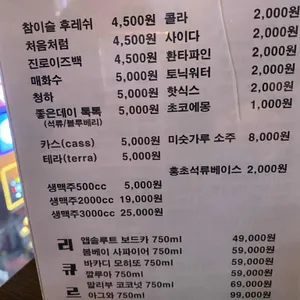 참이슬 후레쉬 4,500원 콜라 2,000원
처음처럼 4,500원 사이다 2,000원
진로이즈백 4,500원 환타파인 2,000원
매화수 5,000원 토닉워터 2,000원
청하 5,000원 핫식스 2,000원
좋은데이 톡톡 5,000원 초코에몽 1,000원
(석류/블루베리)
카스(cass) 5,000원 미숫가루 소주 8,000원
테라(terra) 5,000원
홍초석류베이스 2,000원
생맥주500cc 5,000원
생맥주2000cc 19,000원
생맥주3000cc 25,000원
리 앱솔루트 보드카 750ml 49,000원
봄베이 사파이어 750ml 59,000원
큐 바카디 모히또 750ml 59,000원
깔루아 750ml 59,000원
르 말리부 코코넛 750ml 69,000원
아그와 750ml 99,000원